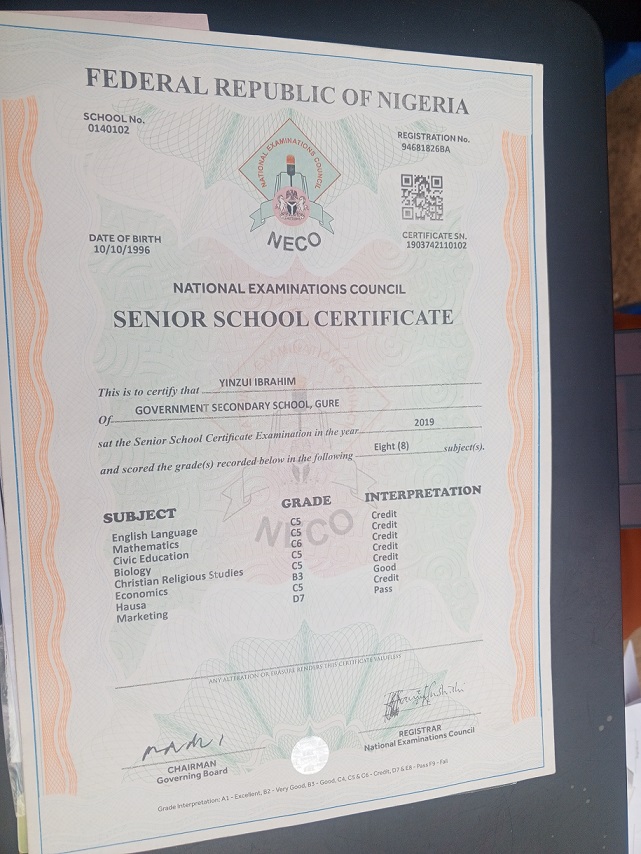 FEDERAL REPUBLIC OF NIGERIA
SCHOOL No.
0140102
REGISTRATION No.
94681826BA
NATIONAL EXAMINATIONS COUNCIL
NECO
DATE OF BIRTH
10/10/1996
CERTIFICATE SN.
1903742110102
NATIONAL EXAMINATIONS COUNCIL
SENIOR SCHOOL CERTIFICATE
This is to certify that YINZUI IBRAHIM
Of GOVERNMENT SECONDARY SCHOOL, GURE
sat the Senior School Certificate Examination in the year 2019
and scored the grade(s) recorded below in the following Eight (8) subject(s).
SUBJECT GRADE INTERPRETATION
English Language C5 Credit
Mathematics C5 Credit
Civic Education C6 Credit
Biology C5 Credit
Christian Religious Studies C5 Credit
Economics B3 Good
Hausa C5 Credit
Marketing D7 Pass
NECO
ANY ALTERATION OR ERASURE RENDERS THIS CERTIFICATE VALUELESS
CHAIRMAN
Governing Board
REGISTRAR
National Examinations Council
Grade Interpretation: A1 - Excellent, B2 - Very Good, B3 - Good, C4, C5 & C6 - Credit, D7 & E8 - Pass F9 - Fail